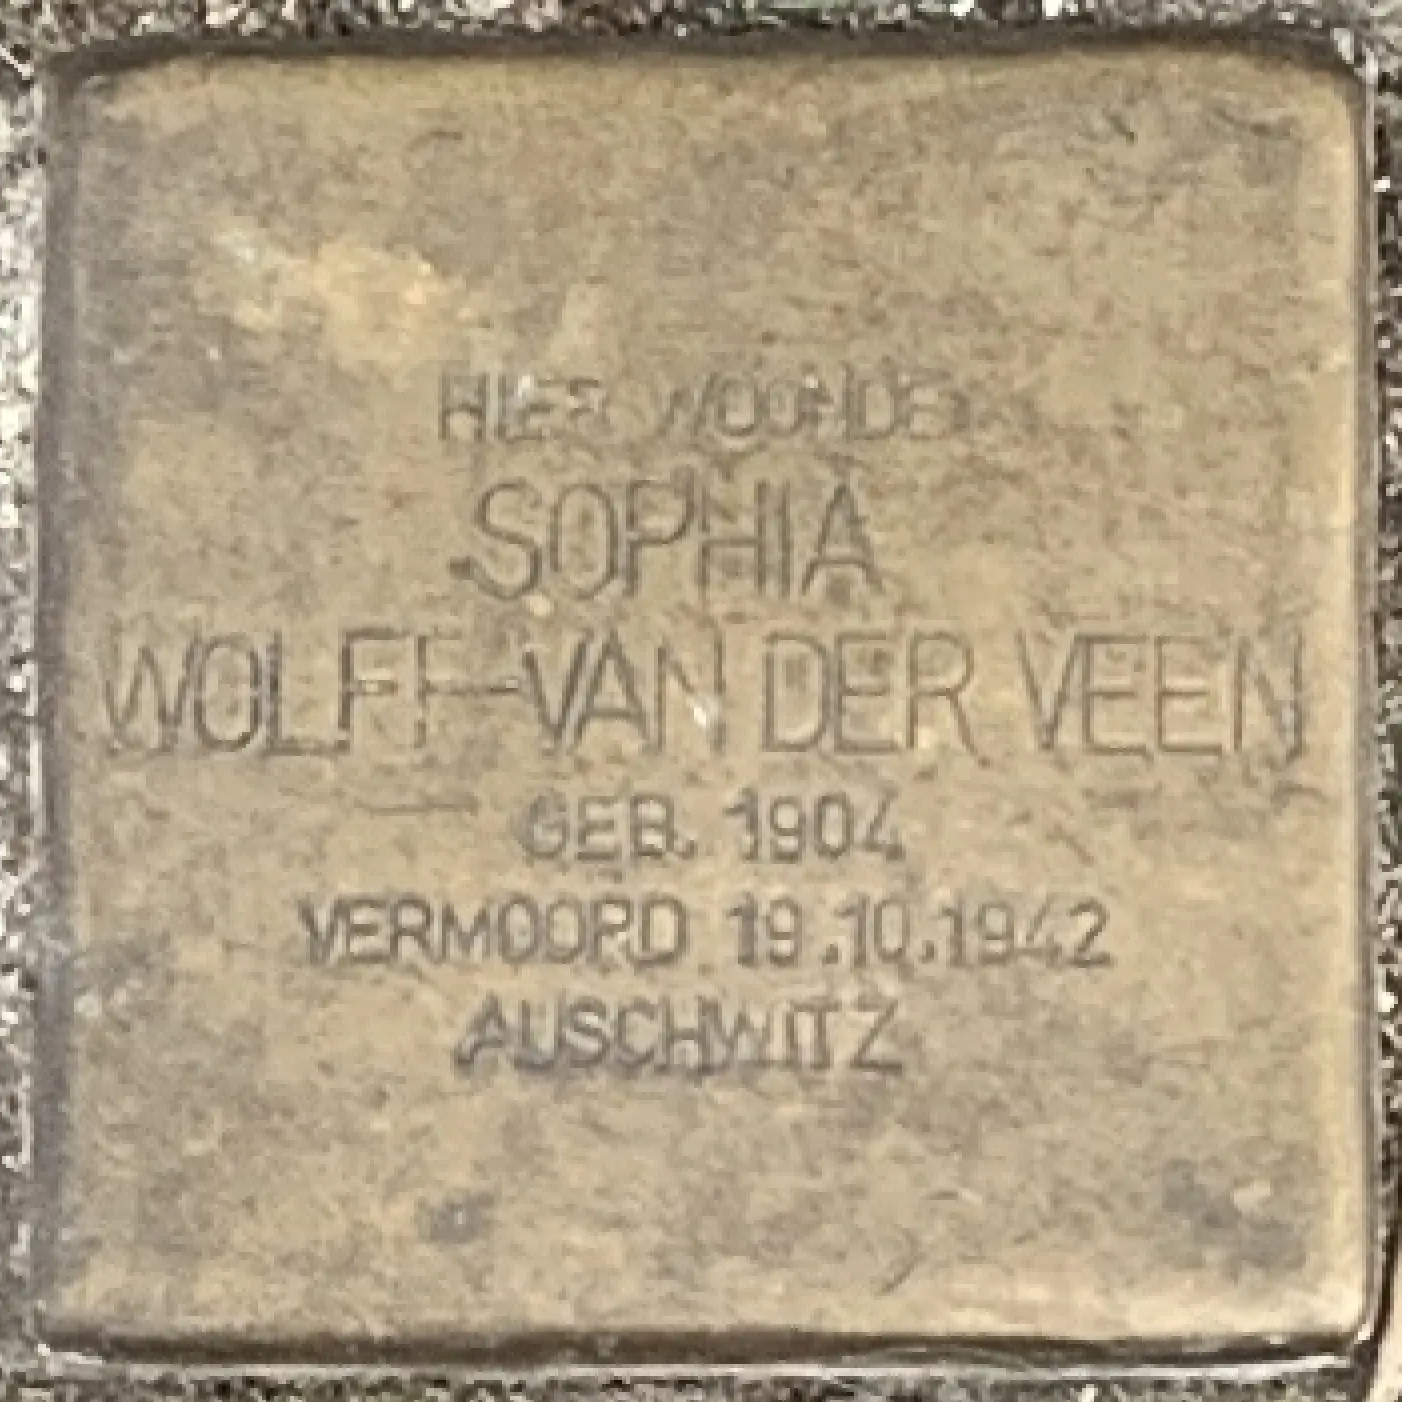 HIER WOONDE
SOPHIA
WOLFF-VAN DER VEEN
GEB. 1904
VERMOORD 19.10.1942
AUSCHWITZ